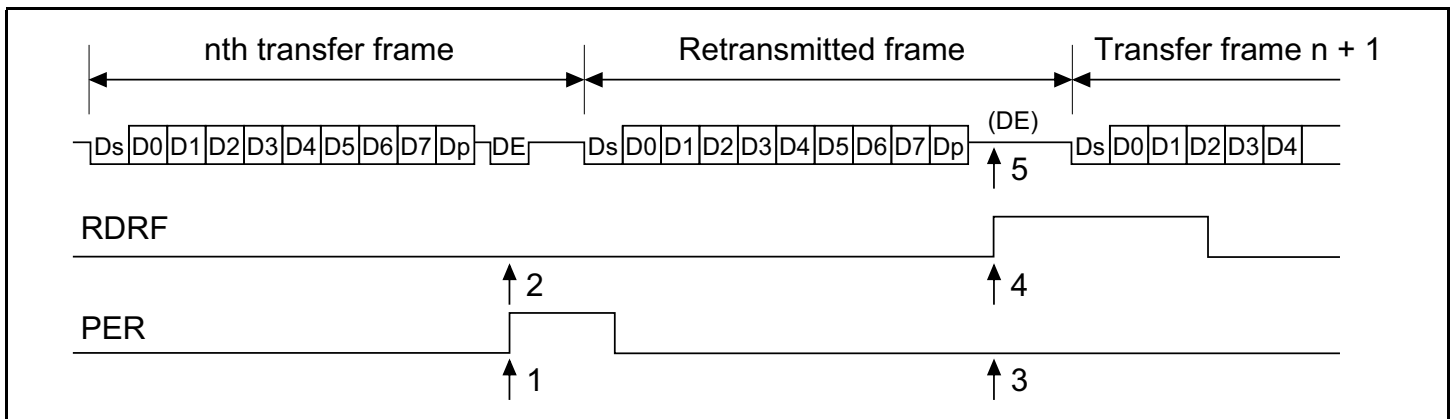 nth transfer frame Retransmitted frame Transfer frame n + 1
(DE)
Ds D0 D1 D2 D3 D4 D5 D6 D7 Dp DE Ds D0 D1 D2 D3 D4 D5 D6 D7 Dp Ds D0 D1 D2 D3 D4
5
RDRF
2 4
PER
1 3